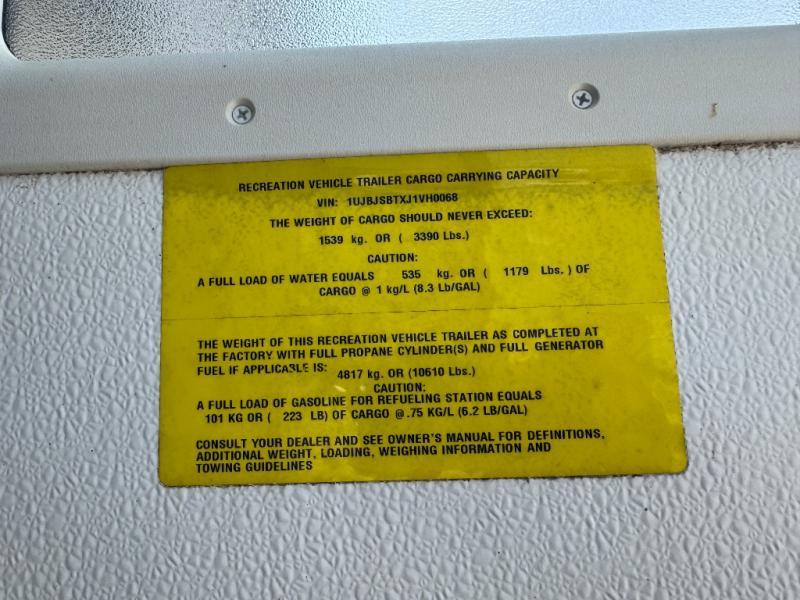 RECREATION VEHICLE TRAILER CARGO CARRYING CAPACITY
VIN: 1UJBJSBTXJ1VH0068
THE WEIGHT OF CARGO SHOULD NEVER EXCEED:
1539 kg. OR ( 3390 Lbs.)
CAUTION:
A FULL LOAD OF WATER EQUALS 535 kg. OR ( 1179 Lbs. ) OF
CARGO @ 1 kg/L (8.3 Lb/GAL)
THE WEIGHT OF THIS RECREATION VEHICLE TRAILER AS COMPLETED AT
THE FACTORY WITH FULL PROPANE CYLINDER(S) AND FULL GENERATOR
FUEL IF APPLICABLE IS: 4817 kg. OR (10610 Lbs.)
CAUTION:
A FULL LOAD OF GASOLINE FOR REFUELING STATION EQUALS
101 KG OR ( 223 LB) OF CARGO @ .75 KG/L (6.2 LB/GAL)
CONSULT YOUR DEALER AND SEE OWNER'S MANUAL FOR DEFINITIONS,
ADDITIONAL WEIGHT, LOADING, WEIGHING INFORMATION AND
TOWING GUIDELINES